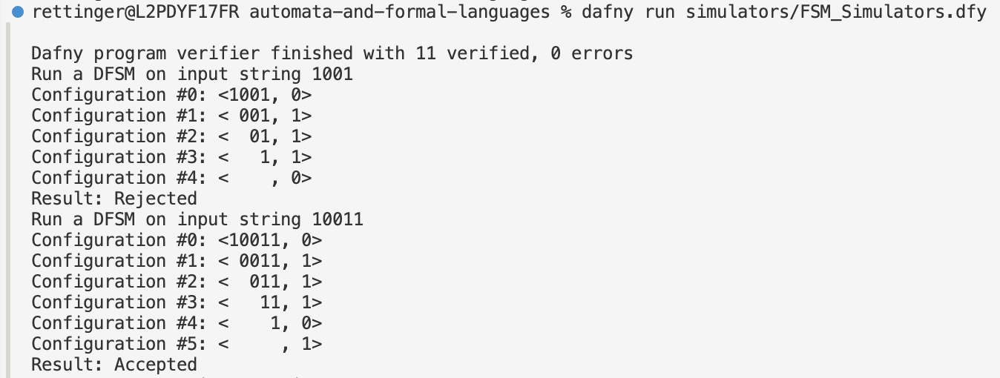 rettinger@L2PDYF17FR automata-and-formal-languages % dafny run simulators/FSM_Simulators.dfy
Dafny program verifier finished with 11 verified, 0 errors
Run a DFSM on input string 1001
Configuration #0: <1001, 0>
Configuration #1: < 001, 1>
Configuration #2: <  01, 1>
Configuration #3: <   1, 1>
Configuration #4: <    , 0>
Result: Rejected
Run a DFSM on input string 10011
Configuration #0: <10011, 0>
Configuration #1: < 0011, 1>
Configuration #2: <  011, 1>
Configuration #3: <   11, 1>
Configuration #4: <    1, 0>
Configuration #5: <     , 1>
Result: Accepted